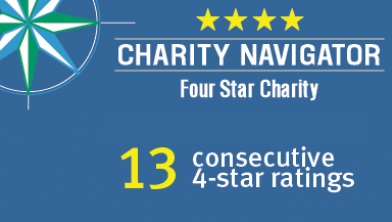 CHARITY NAVIGATOR
Four Star Charity
13 consecutive
4-star ratings